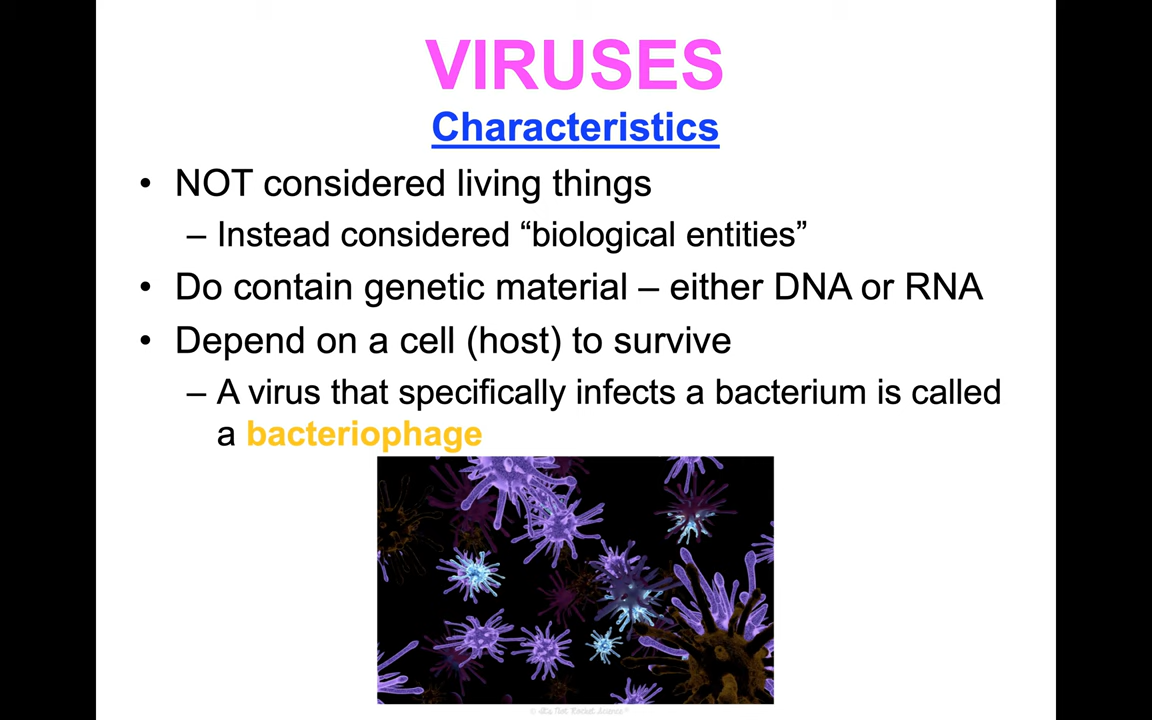 VIRUSES
Characteristics
• NOT considered living things
– Instead considered “biological entities”
• Do contain genetic material – either DNA or RNA
• Depend on a cell (host) to survive
– A virus that specifically infects a bacterium is called
a bacteriophage